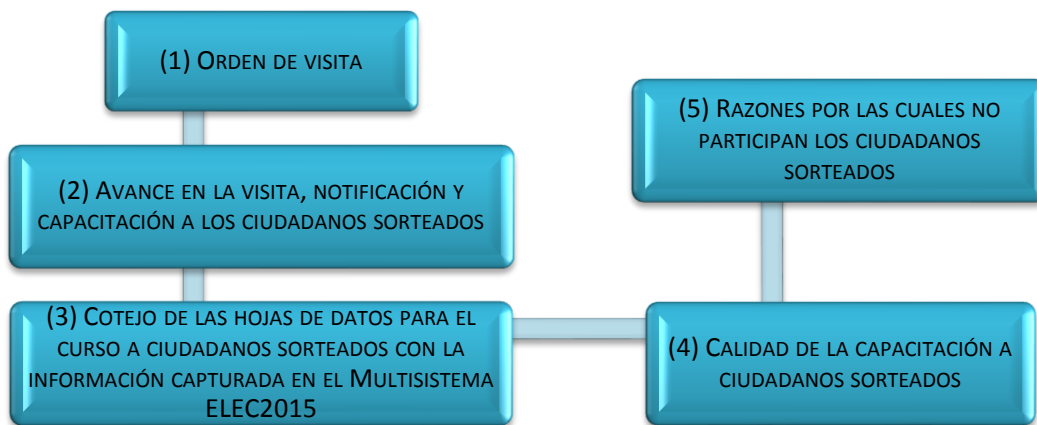 (1) ORDEN DE VISITA
(2) AVANCE EN LA VISITA, NOTIFICACIÓN Y
CAPACITACIÓN A LOS CIUDADANOS SORTEADOS
(3) COTEJO DE LAS HOJAS DE DATOS PARA EL
CURSO A CIUDADANOS SORTEADOS CON LA
INFORMACIÓN CAPTURADA EN EL MULTISISTEMA
ELEC2015
(4) CALIDAD DE LA CAPACITACIÓN A
CIUDADANOS SORTEADOS
(5) RAZONES POR LAS CUALES NO
PARTICIPAN LOS CIUDADANOS
SORTEADOS